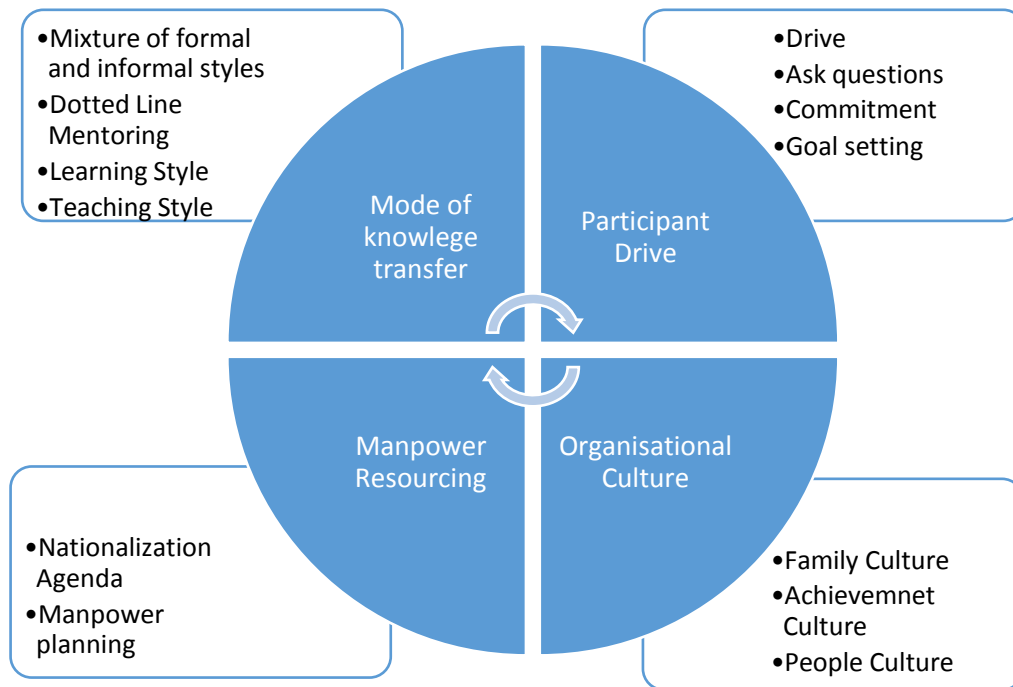 •Mixture of formal
and informal styles
•Dotted Line
Mentoring
•Learning Style
•Teaching Style
•Drive
•Ask questions
•Commitment
•Goal setting
Mode of
knowlege
transfer
Participant
Drive
Manpower
Resourcing
Organisational
Culture
•Nationalization
Agenda
•Manpower
planning
•Family Culture
•Achievemnet
Culture
•People Culture